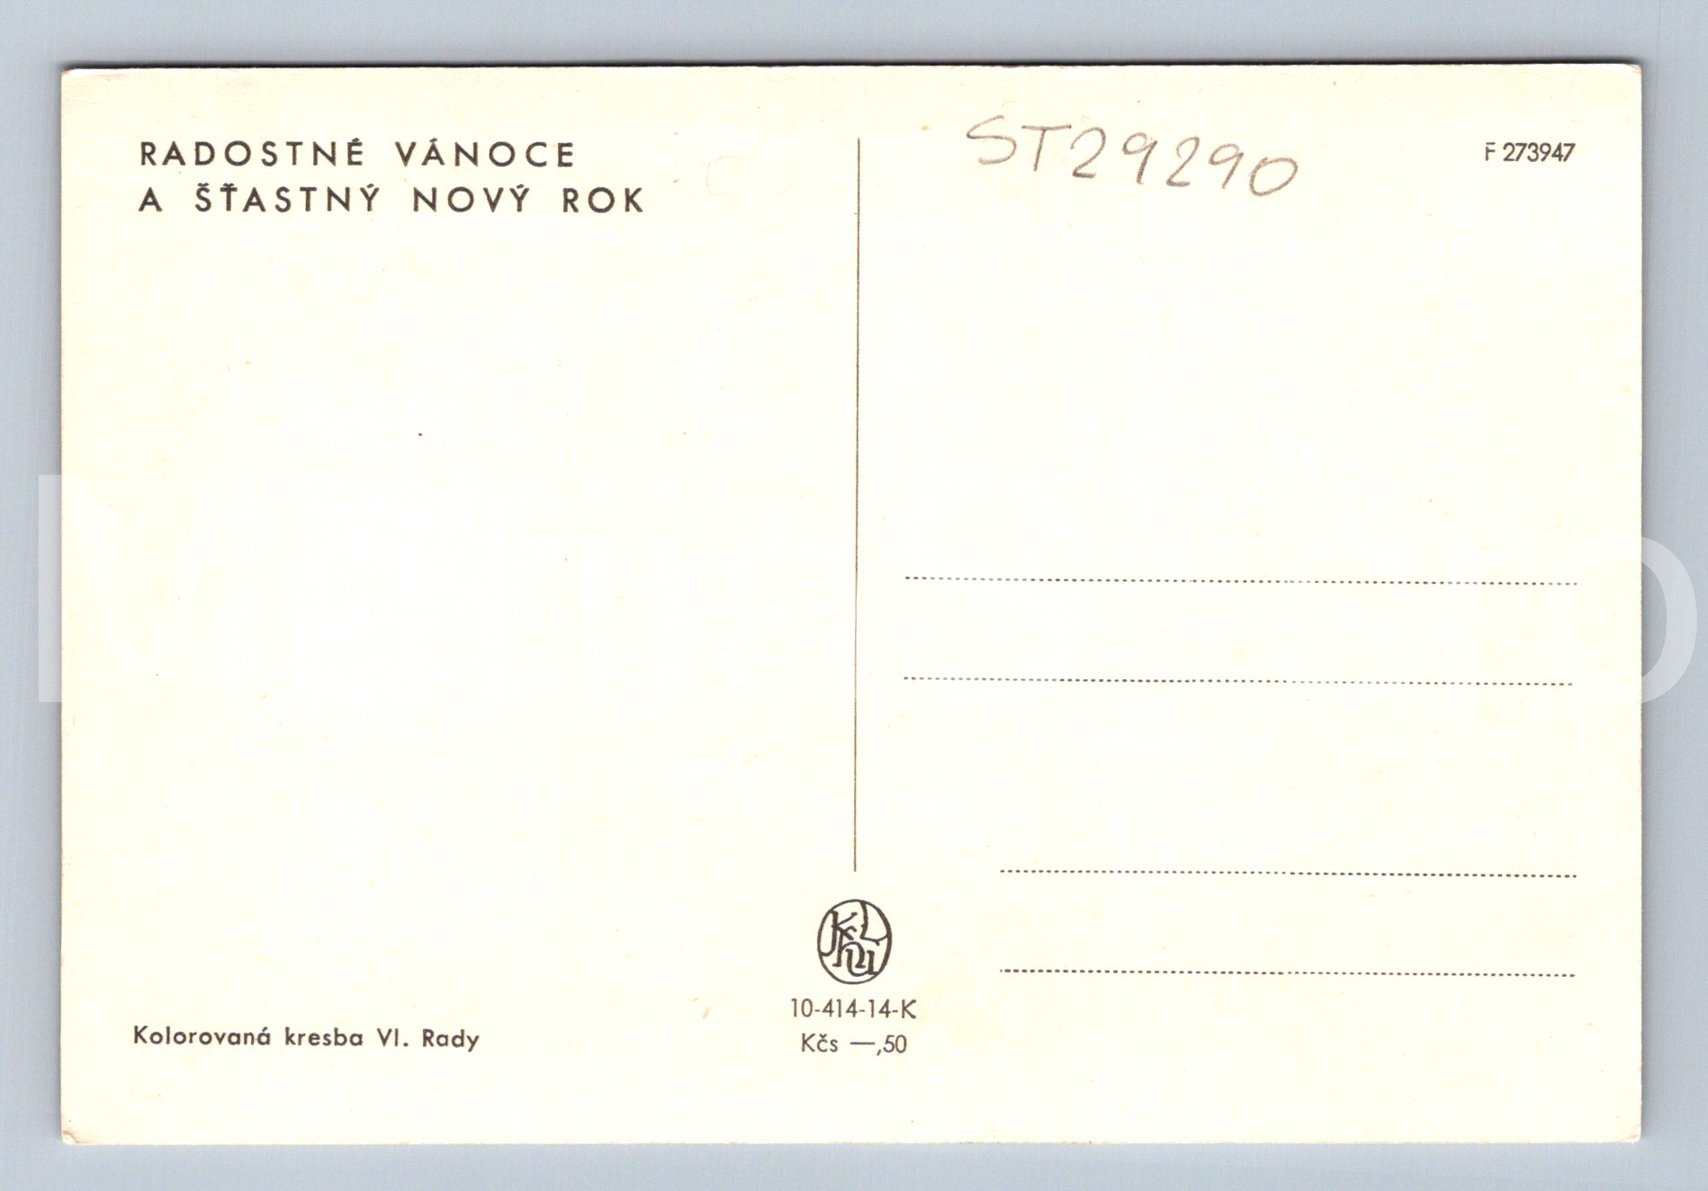 RADOSTNÉ VÁNOCE
A ŠŤASTNÝ NOVÝ ROK
ST29290
F 273947
10-414-14-K
Kčs —,50
Kolorovaná kresba Vl. Rady